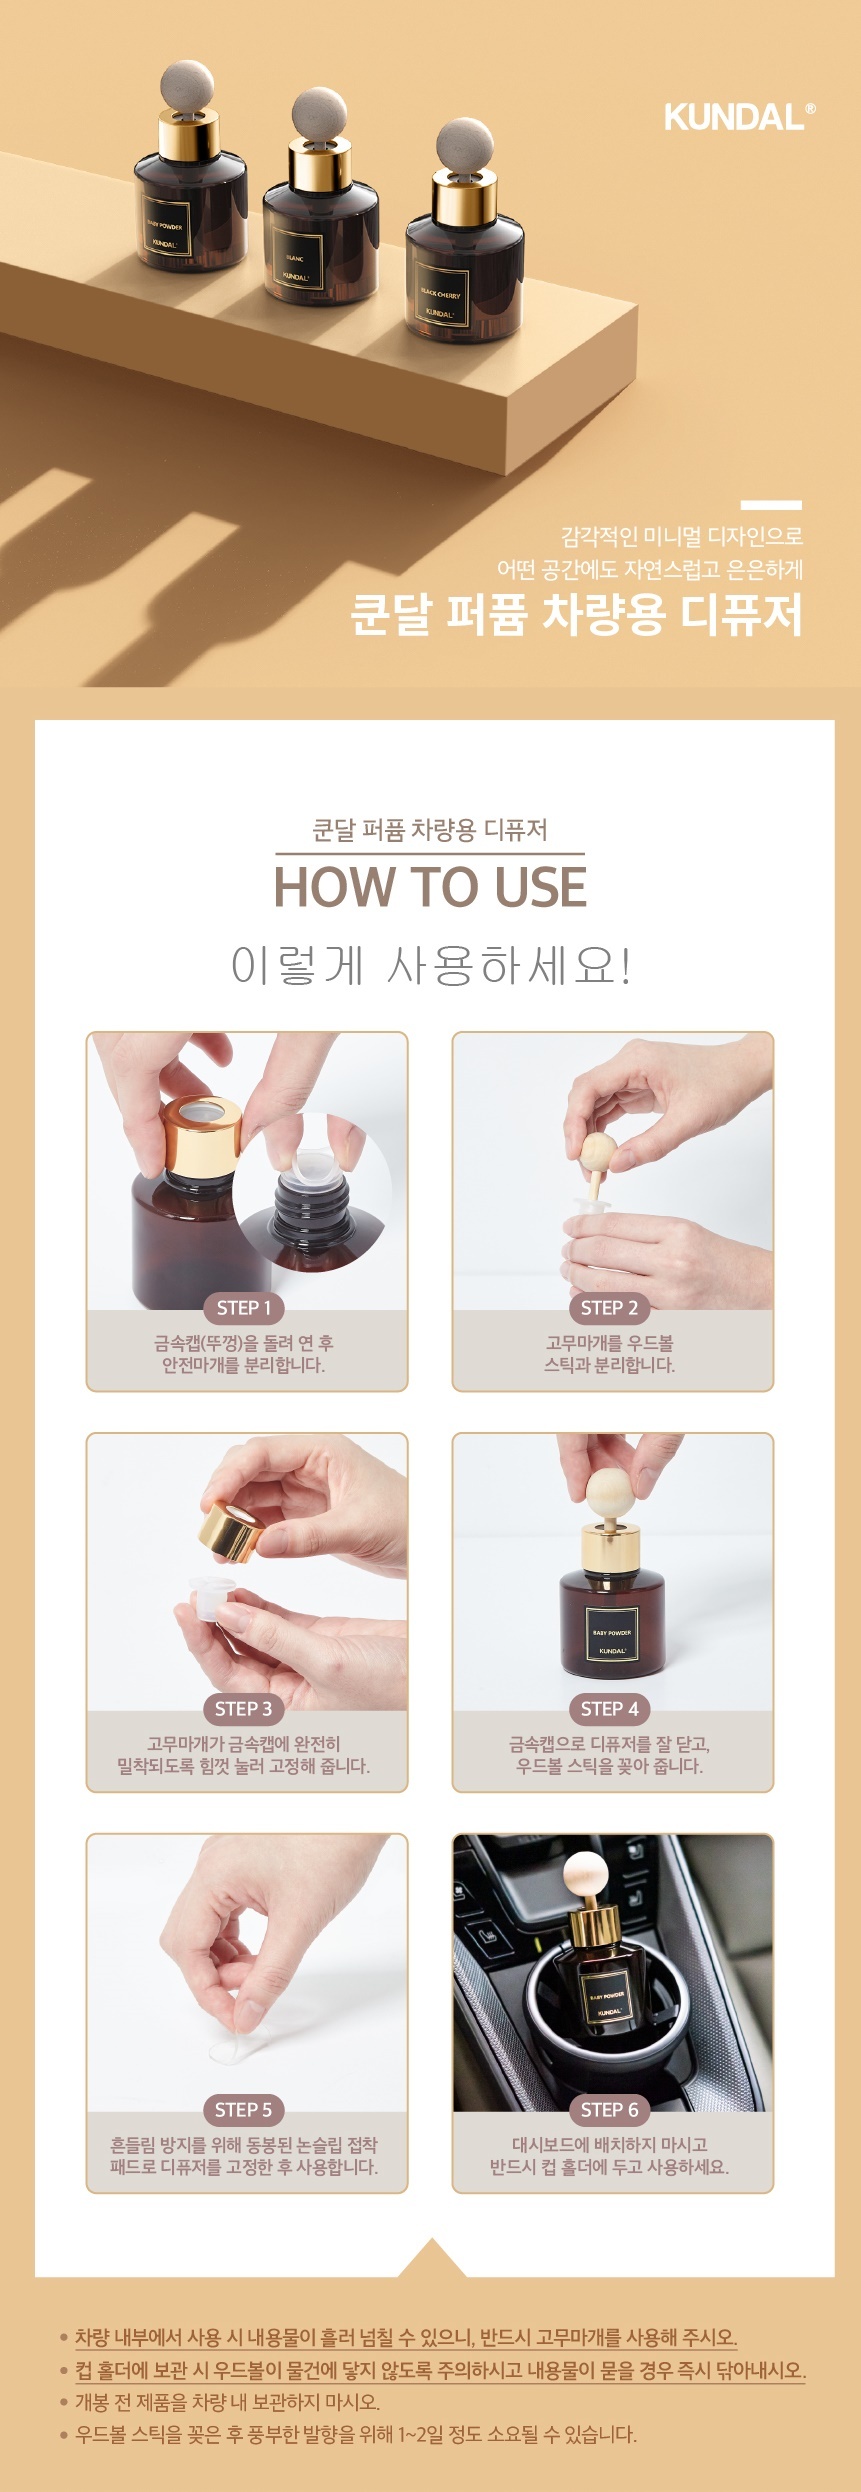 KUNDAL®
BABY POWDER
KUNDAL®
BLANC
KUNDAL®
BLACK CHERRY
KUNDAL®
감각적인 미니멀 디자인으로
어떤 공간에도 자연스럽고 은은하게
쿤달 퍼퓸 차량용 디퓨저
쿤달 퍼퓸 차량용 디퓨저
HOW TO USE
이렇게 사용하세요!
STEP 1
금속캡(뚜껑)을 돌려 연 후
안전마개를 분리합니다.
STEP 2
고무마개를 우드볼
스틱과 분리합니다.
STEP 3
고무마개가 금속캡에 완전히
밀착되도록 힘껏 눌러 고정해 줍니다.
BABY POWDER
KUNDAL®
STEP 4
금속캡으로 디퓨저를 잘 닫고,
우드볼 스틱을 꽂아 줍니다.
STEP 5
흔들림 방지를 위해 동봉된 논슬립 접착
패드로 디퓨저를 고정한 후 사용합니다.
BABY POWDER
KUNDAL®
STEP 6
대시보드에 배치하지 마시고
반드시 컵 홀더에 두고 사용하세요.
• 차량 내부에서 사용 시 내용물이 흘러 넘칠 수 있으니, 반드시 고무마개를 사용해 주시오.
• 컵 홀더에 보관 시 우드볼이 물건에 닿지 않도록 주의하시고 내용물이 묻을 경우 즉시 닦아내시오.
• 개봉 전 제품을 차량 내 보관하지 마시오.
• 우드볼 스틱을 꽂은 후 풍부한 발향을 위해 1~2일 정도 소요될 수 있습니다.